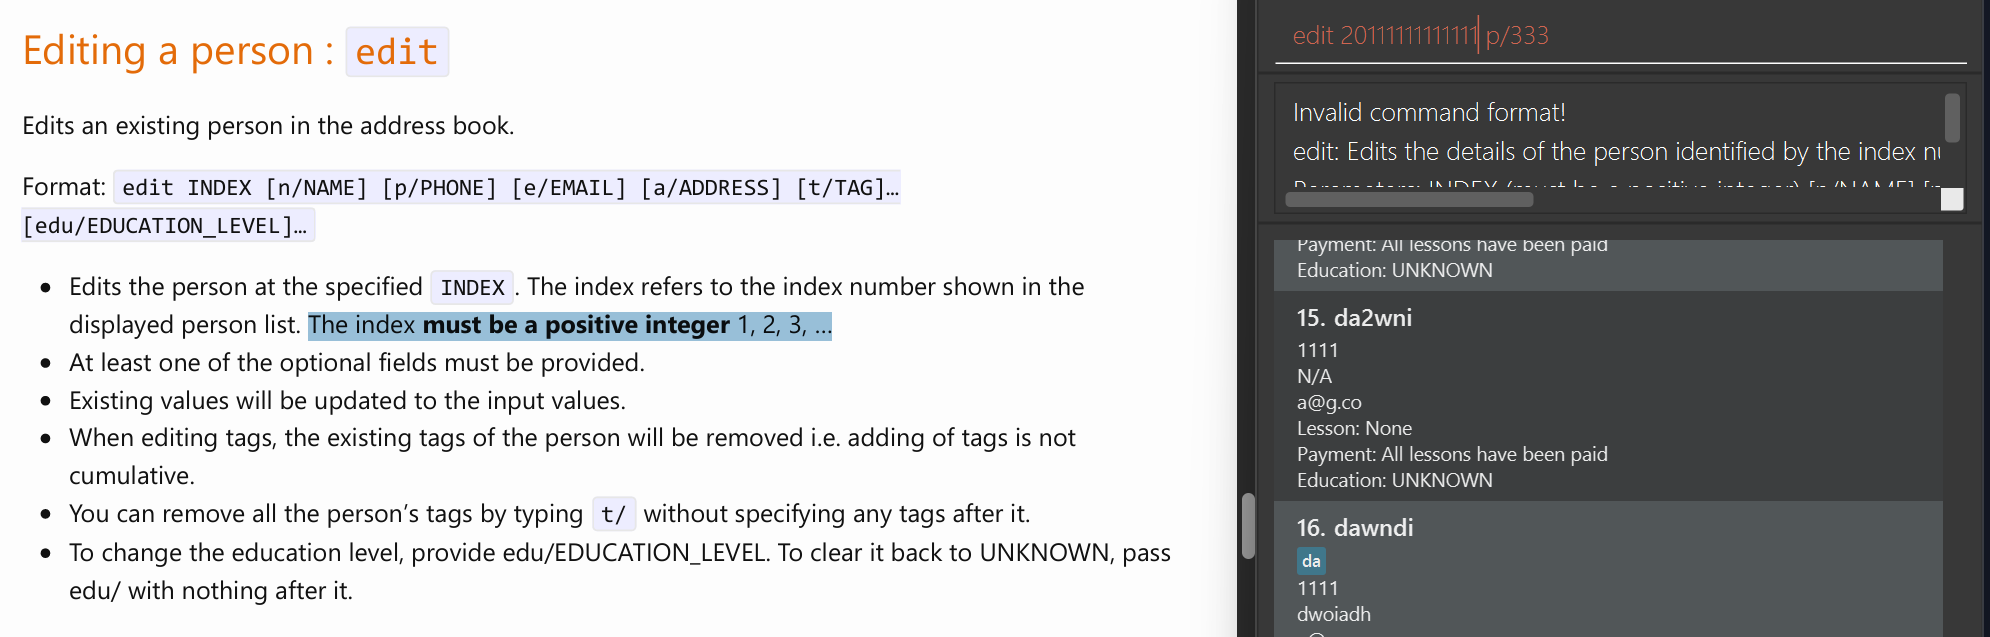 Editing a person : edit
Edits an existing person in the address book.
Format: edit INDEX [n/NAME] [p/PHONE] [e/EMAIL] [a/ADDRESS] [t/TAG]…
[edu/EDUCATION_LEVEL]…
Edits the person at the specified INDEX. The index refers to the index number shown in the
displayed person list. The index must be a positive integer 1, 2, 3, …
At least one of the optional fields must be provided.
Existing values will be updated to the input values.
When editing tags, the existing tags of the person will be removed i.e. adding of tags is not
cumulative.
You can remove all the person’s tags by typing t/ without specifying any tags after it.
To change the education level, provide edu/EDUCATION_LEVEL. To clear it back to UNKNOWN, pass
edu/ with nothing after it.
edit 20111111111111 p/333
Invalid command format!
edit: Edits the details of the person identified by the index
Parameters: INDEX (must be a positive integer) [n/NAME]
Payment: All lessons have been paid
Education: UNKNOWN
15. da2wni
1111
N/A
a@g.co
Lesson: None
Payment: All lessons have been paid
Education: UNKNOWN
16. dawndi
da
1111
dwoiadh